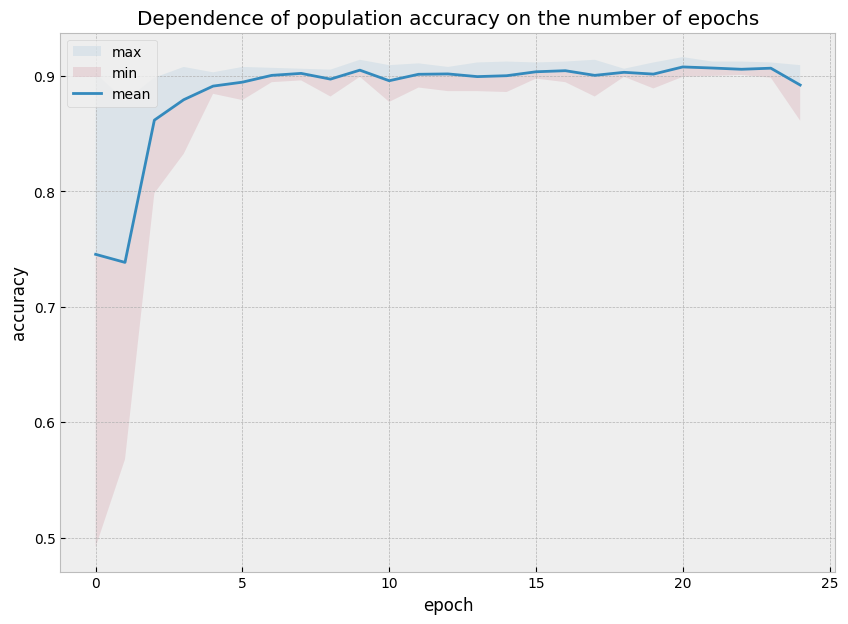 Dependence of population accuracy on the number of epochs
max
min
mean
accuracy
0.9
0.8
0.7
0.6
0.5
0
5
10
15
20
25
epoch